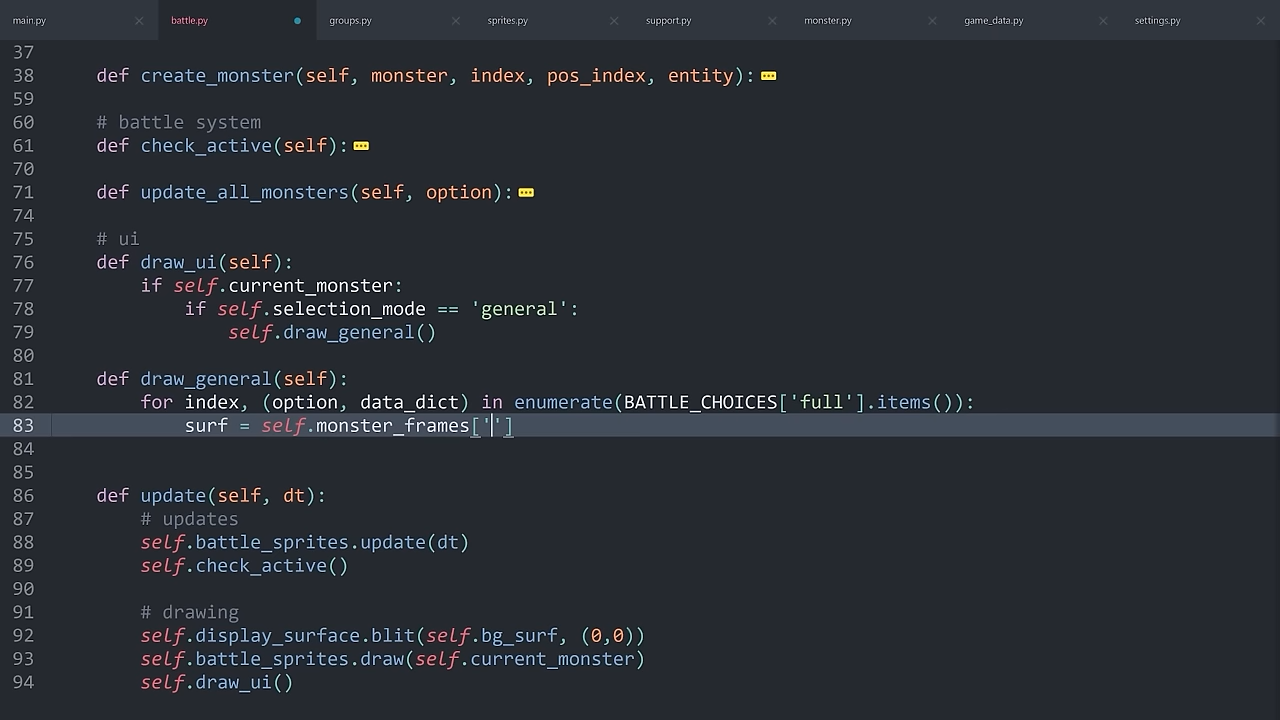 main.py × battle.py groups.py × sprites.py × support.py × monster.py × game_data.py × settings.py ×
37
38 def create_monster(self, monster, index, pos_index, entity):
59
60 # battle system
61 def check_active(self):
70
71 def update_all_monsters(self, option):
74
75 # ui
76 def draw_ui(self):
77 if self.current_monster:
78 if self.selection_mode == 'general':
79 self.draw_general()
80
81 def draw_general(self):
82 for index, (option, data_dict) in enumerate(BATTLE_CHOICES['full'].items()):
83 surf = self.monster_frames['']
84
85
86 def update(self, dt):
87 # updates
88 self.battle_sprites.update(dt)
89 self.check_active()
90
91 # drawing
92 self.display_surface.blit(self.bg_surf, (0,0))
93 self.battle_sprites.draw(self.current_monster)
94 self.draw_ui()